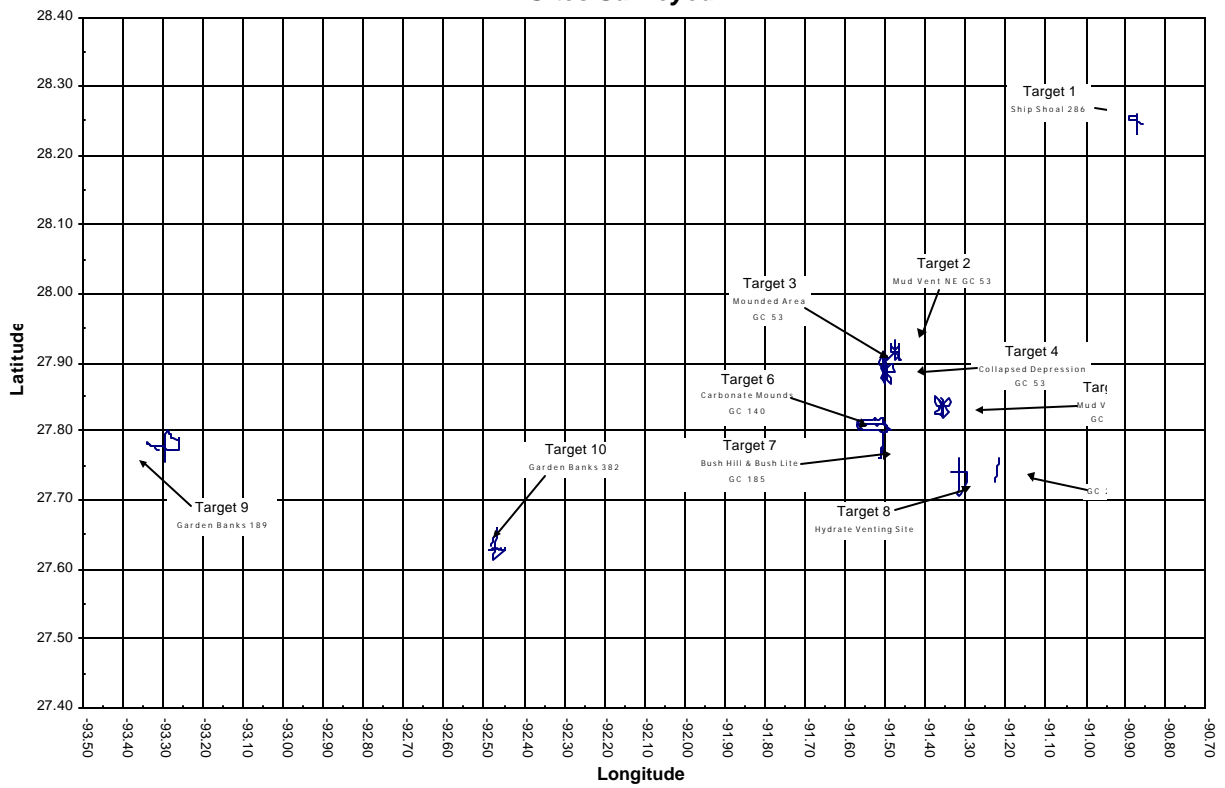 28.40
28.30
Target 1
Ship Shoal 286
28.20
28.10
Target 2
Mud Vent NE GC 53
28.00
Target 3
Mounded Area
GC 53
Latitude
27.90
Target 4
Collapsed Depression
GC 53
Target 6
Carbonate Mounds
GC 140
Mud V
GC
27.80
Target 7
Bush Hill & Bush Lite
GC 185
Target 10
Garden Banks 382
GC
27.70
Target 9
Garden Banks 189
Target 8
Hydrate Venting Site
27.60
27.50
27.40
-93.50
-93.40
-93.30
-93.20
-93.10
-93.00
-92.90
-92.80
-92.70
-92.60
-92.50
-92.40
-92.30
-92.20
-92.10
-92.00
-91.90
-91.80
-91.70
-91.60
-91.50
-91.40
-91.30
-91.20
-91.10
-91.00
-90.90
-90.80
-90.70
Longitude